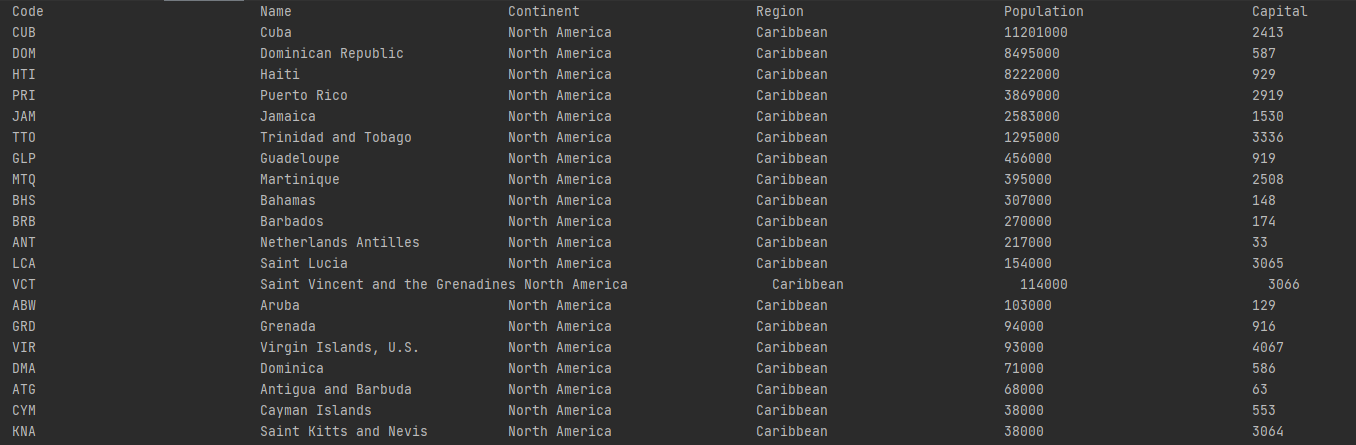 Code Name Continent Region Population Capital
CUB Cuba North America Caribbean 11201000 2413
DOM Dominican Republic North America Caribbean 8495000 587
HTI Haiti North America Caribbean 8222000 929
PRI Puerto Rico North America Caribbean 3869000 2919
JAM Jamaica North America Caribbean 2583000 1530
TTO Trinidad and Tobago North America Caribbean 1295000 3336
GLP Guadeloupe North America Caribbean 456000 919
MTQ Martinique North America Caribbean 395000 2508
BHS Bahamas North America Caribbean 307000 148
BRB Barbados North America Caribbean 270000 174
ANT Netherlands Antilles North America Caribbean 217000 33
LCA Saint Lucia North America Caribbean 154000 3065
VCT Saint Vincent and the Grenadines North America Caribbean 114000 3066
ABW Aruba North America Caribbean 103000 129
GRD Grenada North America Caribbean 94000 916
VIR Virgin Islands, U.S. North America Caribbean 93000 4067
DMA Dominica North America Caribbean 71000 586
ATG Antigua and Barbuda North America Caribbean 68000 63
CYM Cayman Islands North America Caribbean 38000 553
KNA Saint Kitts and Nevis North America Caribbean 38000 3064